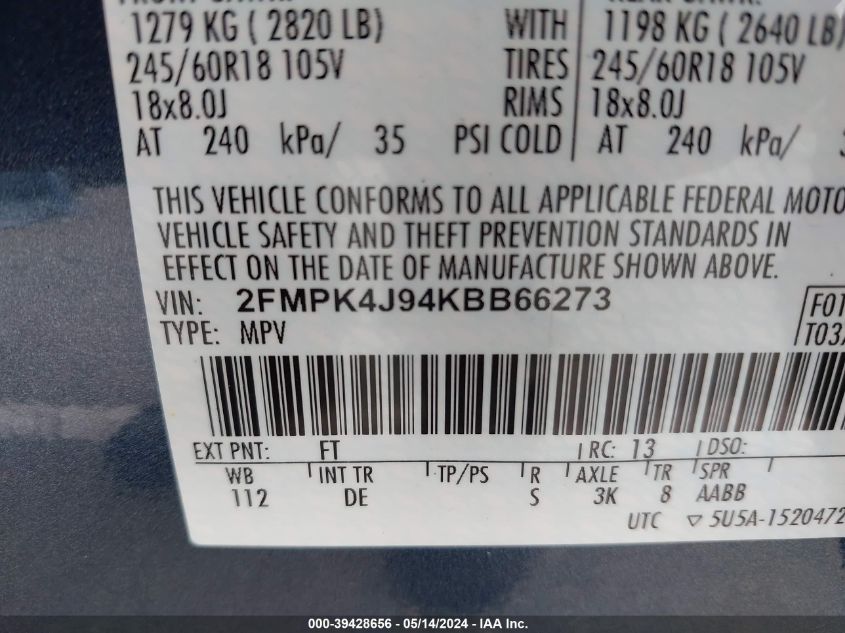 1279 KG ( 2820 LB) WITH 1198 KG ( 2640 LB)
245/60R18 105V TIRES 245/60R18 105V
18x8.0J RIMS 18x8.0J
AT 240 kPa/ 35 PSI COLD AT 240 kPa/
THIS VEHICLE CONFORMS TO ALL APPLICABLE FEDERAL MOTO
VEHICLE SAFETY AND THEFT PREVENTION STANDARDS IN
EFFECT ON THE DATE OF MANUFACTURE SHOWN ABOVE.
VIN: 2FMPK4J94KBB66273 F01
TYPE: MPV T03
EXT PNT: FT RC: 13 DSO:
WB INT TR TP/PS R AXLE TR SPR
112 DE S 3K 8 AABB
UTC ▽ 5U5A-1520472
000-39428656 - 05/14/2024 - IAA Inc.